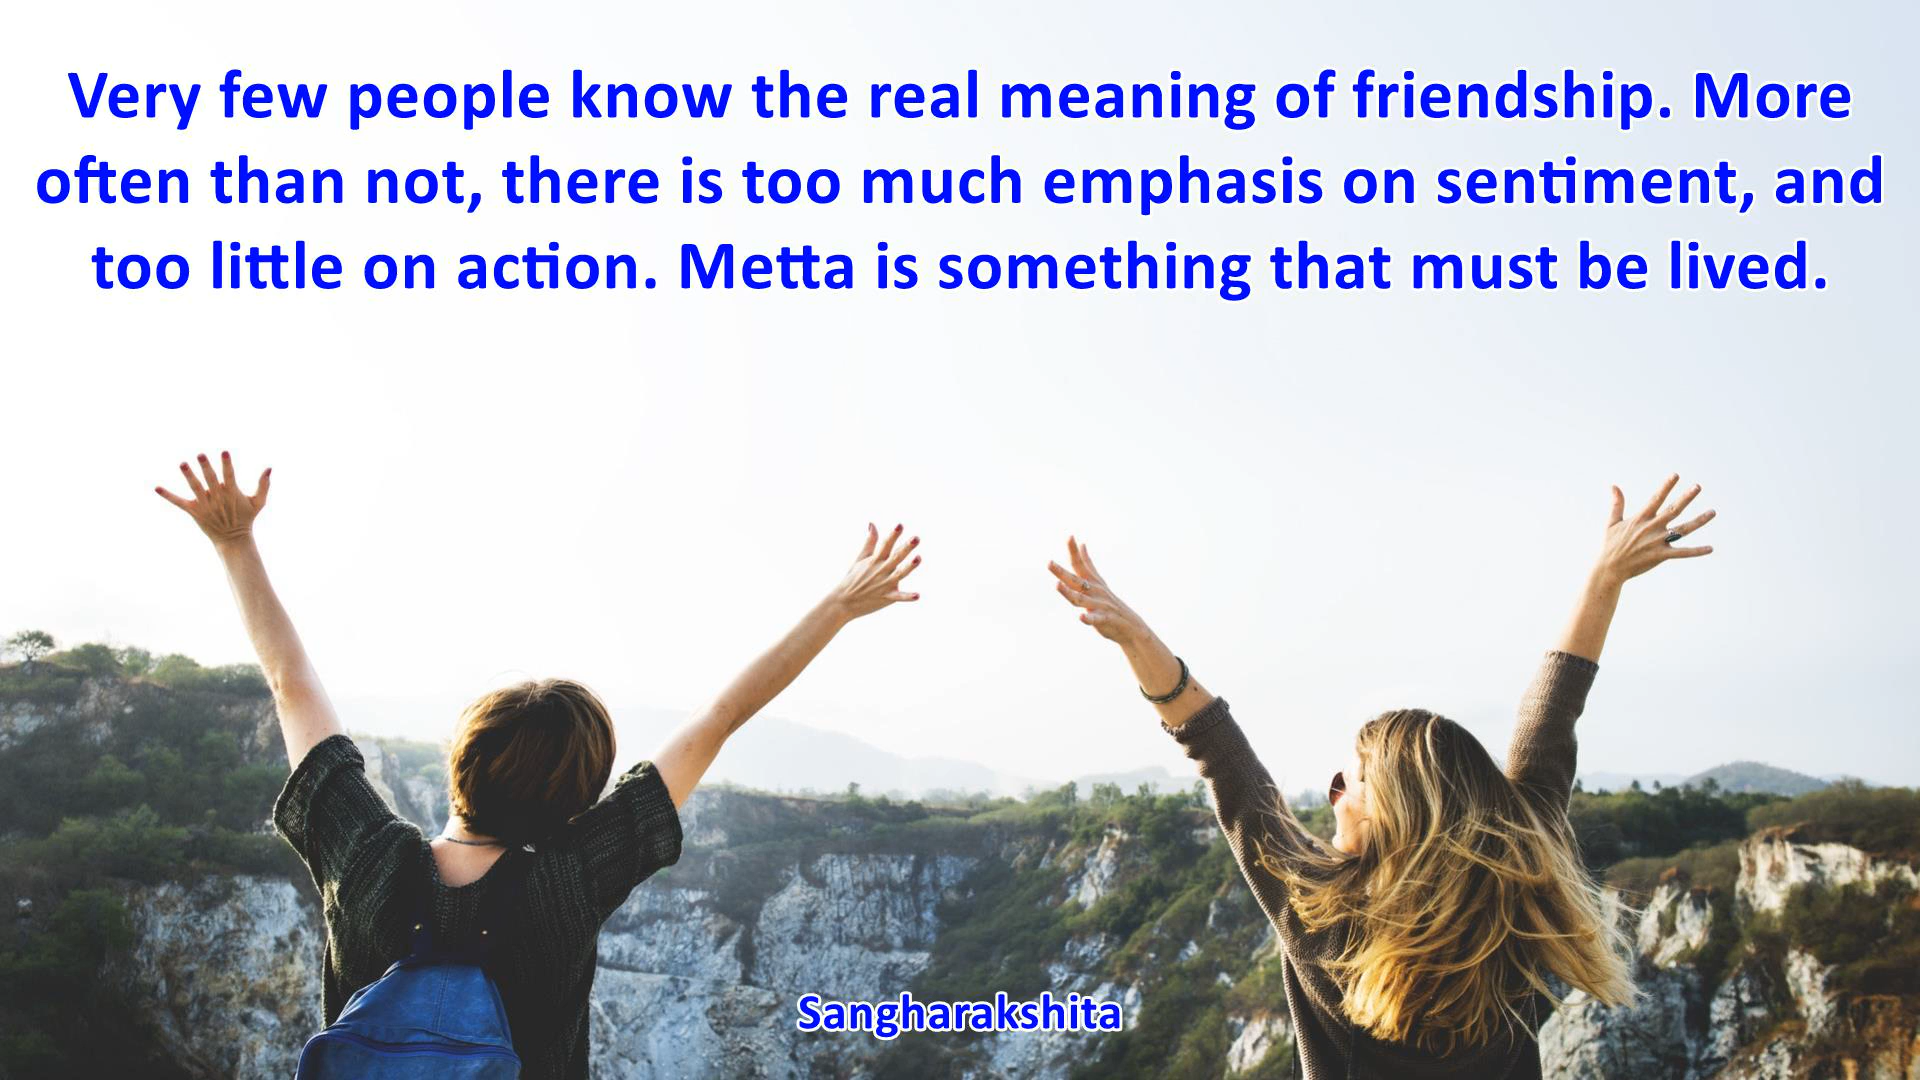 Very few people know the real meaning of friendship. More
often than not, there is too much emphasis on sentiment, and
too little on action. Metta is something that must be lived.
Sangharakshita